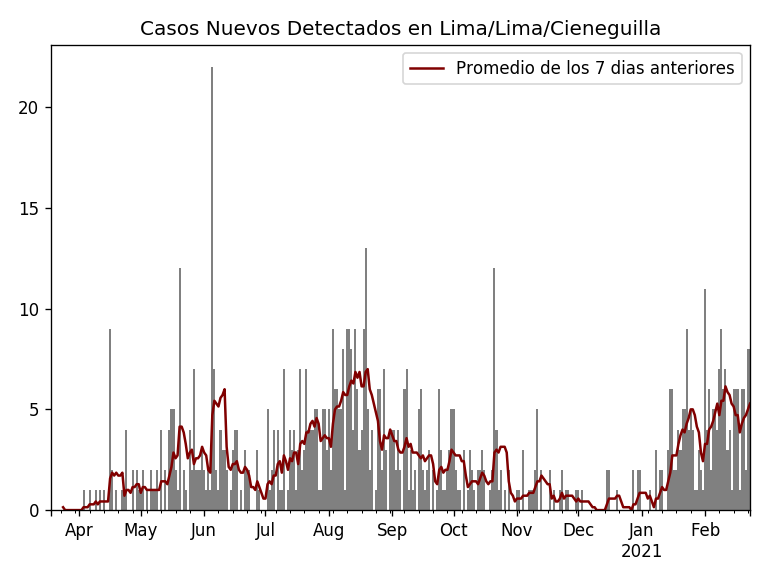 Casos Nuevos Detectados en Lima/Lima/Cieneguilla
Promedio de los 7 dias anteriores
20
15
10
5
0
Apr May Jun Jul Aug Sep Oct Nov Dec Jan Feb
2021